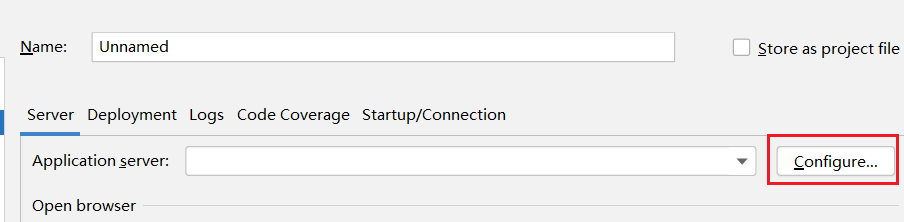 Name: Unnamed Store as project file
Server Deployment Logs Code Coverage Startup/Connection
Application server: Configure...
Open browser